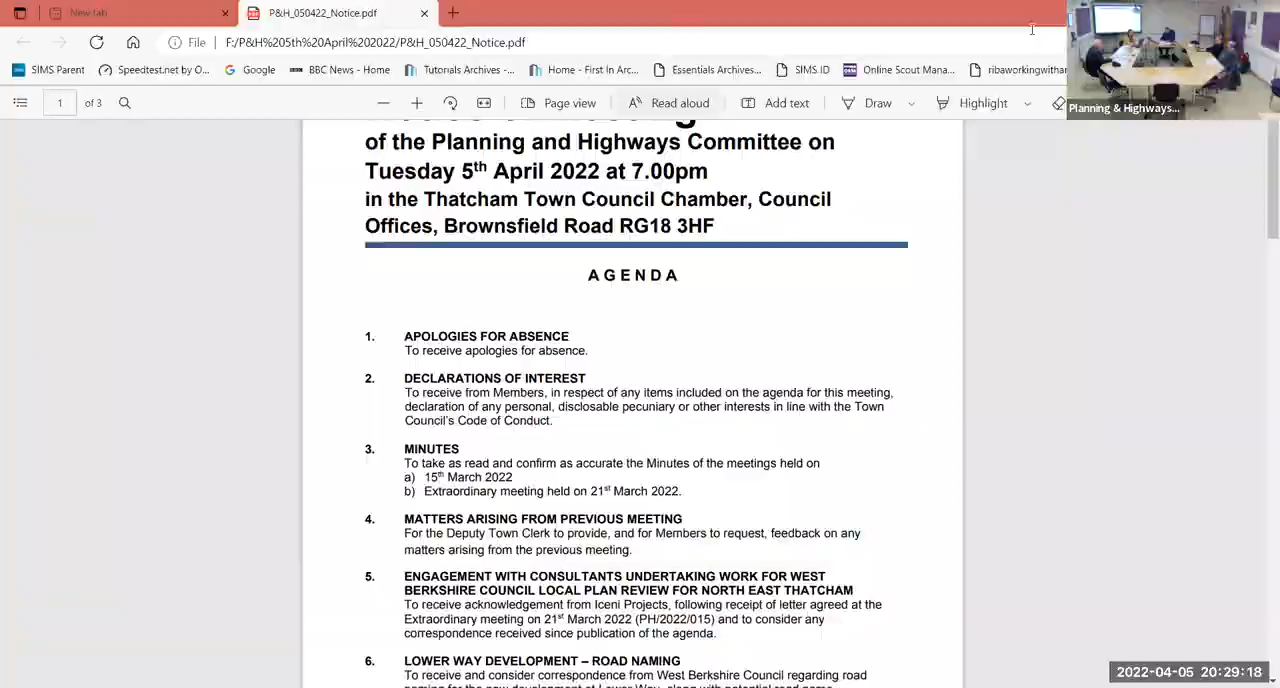 New tab
P&H_050422_Notice.pdf
File
F:/P&H%205th%20April%202022/P&H_050422_Notice.pdf
SIMS Parent
Speedtest.net by O...
Google
BBC News - Home
Tutorials Archives -...
Home - First In Arc...
Essentials Archives...
SIMS ID
Online Scout Mana...
ribaworkingwithar
1 of 3
Page view
Read aloud
Add text
Draw
Highlight
Planning & Highways...
of the Planning and Highways Committee on
Tuesday 5th April 2022 at 7.00pm
in the Thatcham Town Council Chamber, Council
Offices, Brownsfield Road RG18 3HF
AGENDA
1. APOLOGIES FOR ABSENCE
To receive apologies for absence.
2. DECLARATIONS OF INTEREST
To receive from Members, in respect of any items included on the agenda for this meeting,
declaration of any personal, disclosable pecuniary or other interests in line with the Town
Council's Code of Conduct.
3. MINUTES
To take as read and confirm as accurate the Minutes of the meetings held on
a) 15th March 2022
b) Extraordinary meeting held on 21st March 2022.
4. MATTERS ARISING FROM PREVIOUS MEETING
For the Deputy Town Clerk to provide, and for Members to request, feedback on any
matters arising from the previous meeting.
5. ENGAGEMENT WITH CONSULTANTS UNDERTAKING WORK FOR WEST
BERKSHIRE COUNCIL LOCAL PLAN REVIEW FOR NORTH EAST THATCHAM
To receive acknowledgement from Iceni Projects, following receipt of letter agreed at the
Extraordinary meeting on 21st March 2022 (PH/2022/015) and to consider any
correspondence received since publication of the agenda.
6. LOWER WAY DEVELOPMENT – ROAD NAMING
To receive and consider correspondence from West Berkshire Council regarding road
2022-04-05 20:29:18